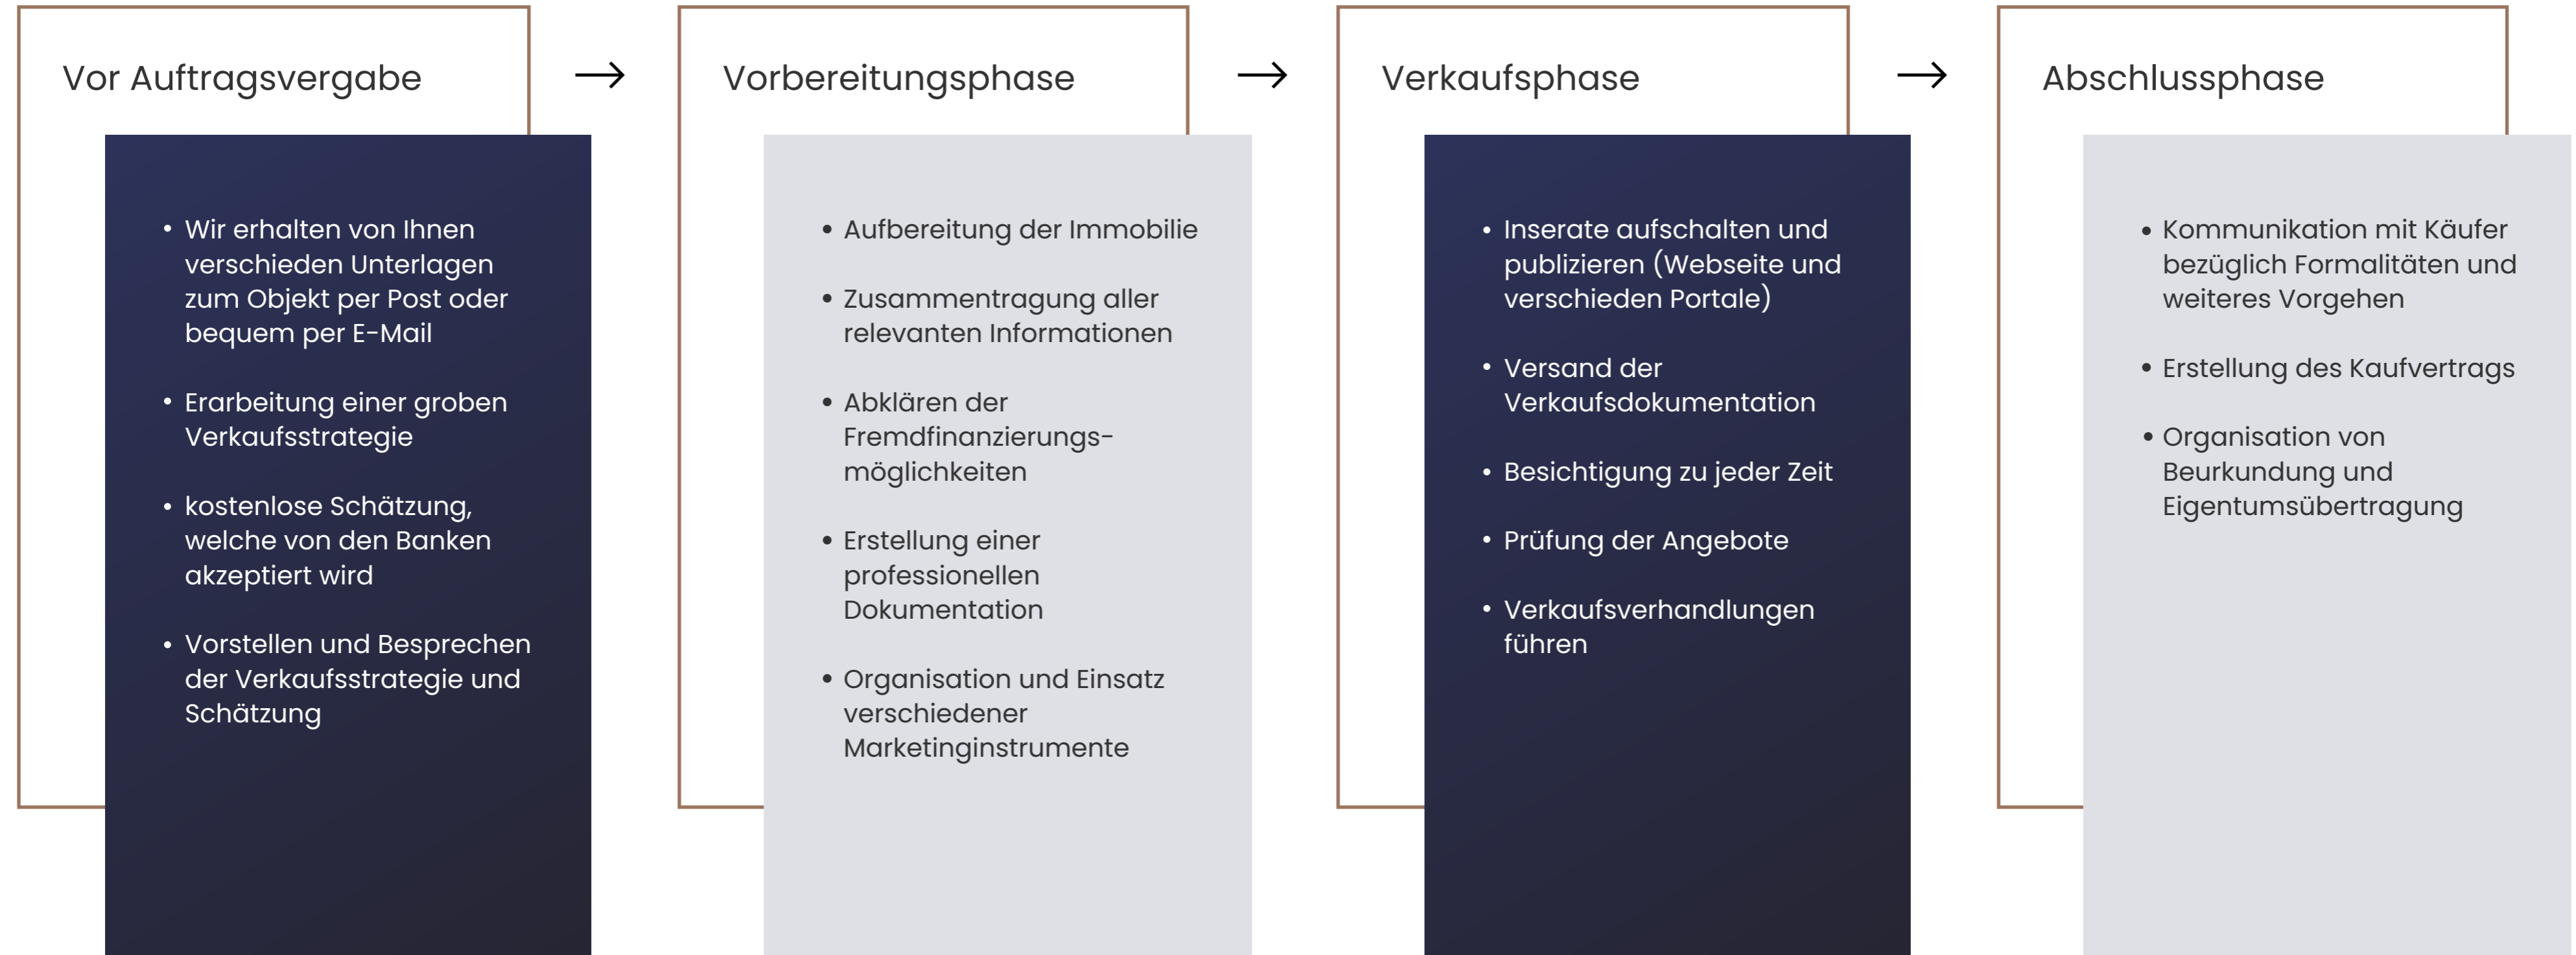 Vor Auftragsvergabe
• Wir erhalten von Ihnen
verschieden Unterlagen
zum Objekt per Post oder
bequem per E-Mail
• Erarbeitung einer groben
Verkaufsstrategie
• kostenlose Schätzung,
welche von den Banken
akzeptiert wird
• Vorstellen und Besprechen
der Verkaufsstrategie und
Schätzung
→
Vorbereitungsphase
• Aufbereitung der Immobilie
• Zusammentragung aller
relevanten Informationen
• Abklären der
Fremdfinanzierungs-
möglichkeiten
• Erstellung einer
professionellen
Dokumentation
• Organisation und Einsatz
verschiedener
Marketinginstrumente
→
Verkaufsphase
• Inserate aufschalten und
publizieren (Webseite und
verschieden Portale)
• Versand der
Verkaufsdokumentation
• Besichtigung zu jeder Zeit
• Prüfung der Angebote
• Verkaufsverhandlungen
führen
→
Abschlussphase
• Kommunikation mit Käufer
bezüglich Formalitäten und
weiteres Vorgehen
• Erstellung des Kaufvertrags
• Organisation von
Beurkundung und
Eigentumsübertragung